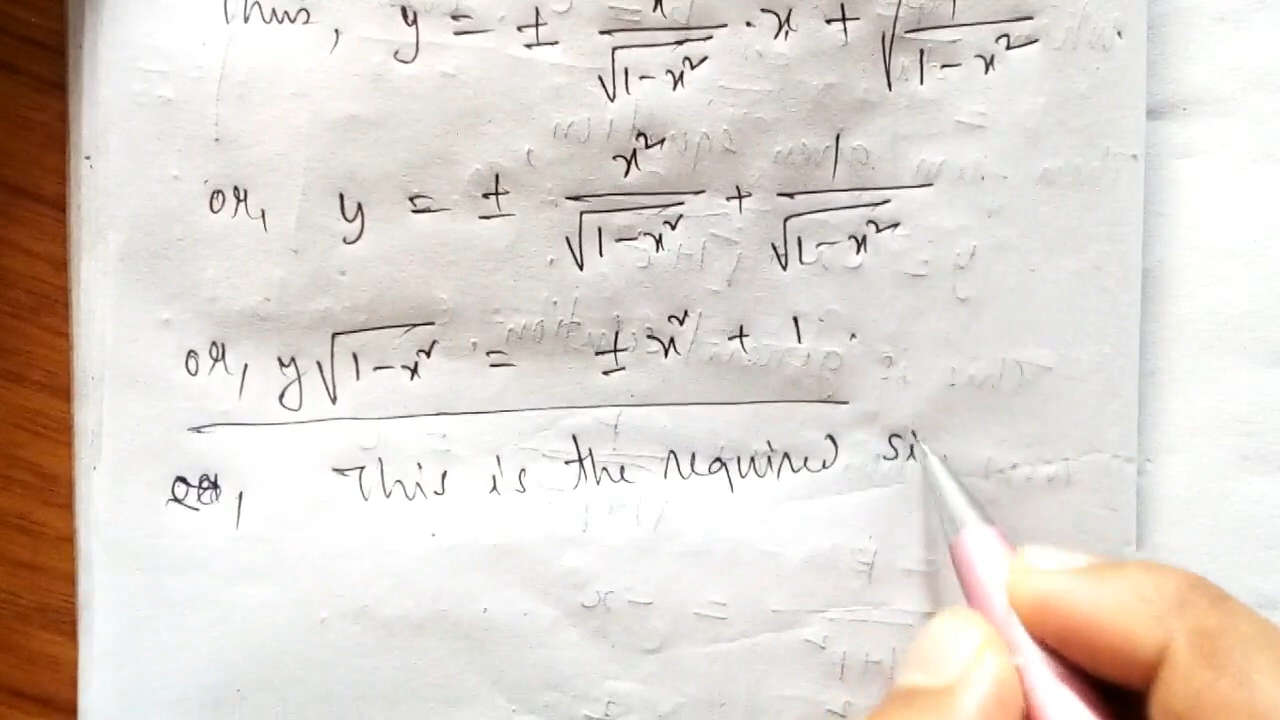 Thus, y = ± x/√(1-x²) · x + √(1/(1-x²)) .
or, y = ± x²/√(1-x²) + 1/√(1-x²)
or, y√(1-x²) = ± x² + 1 .
This is the required si